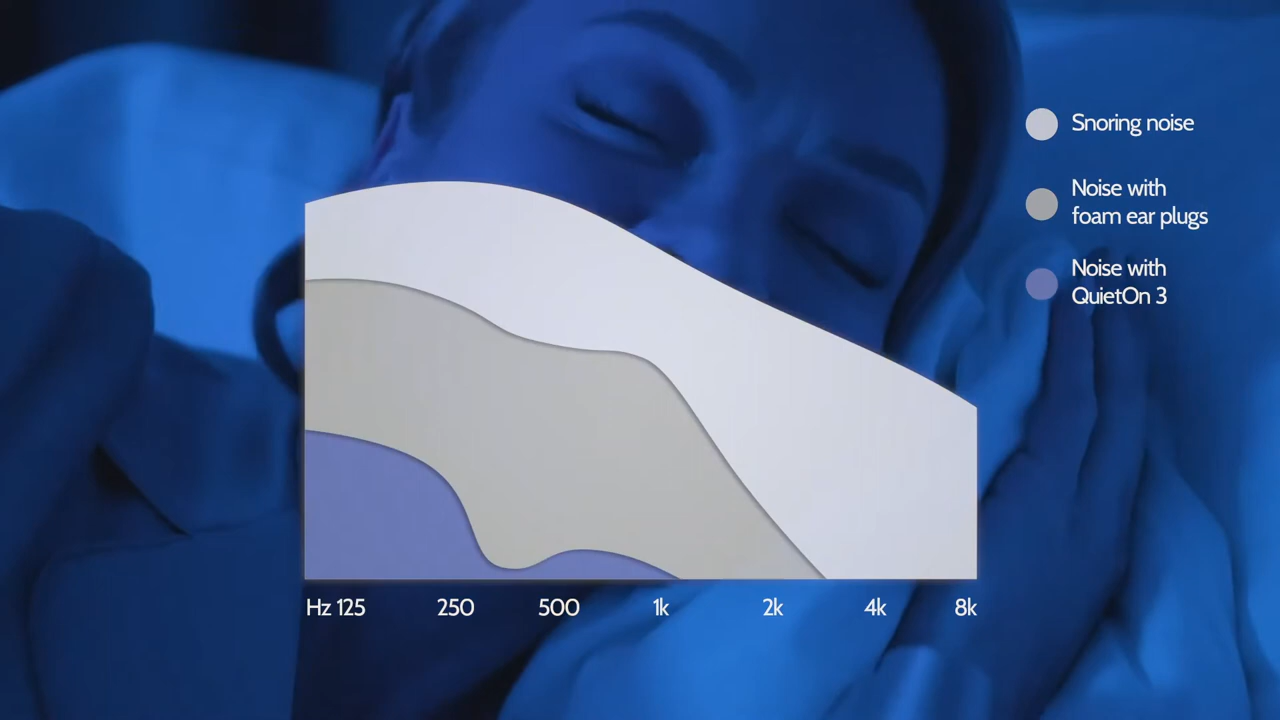 Snoring noise
Noise with
foam ear plugs
Noise with
QuietOn 3
Hz 125 250 500 1k 2k 4k 8k